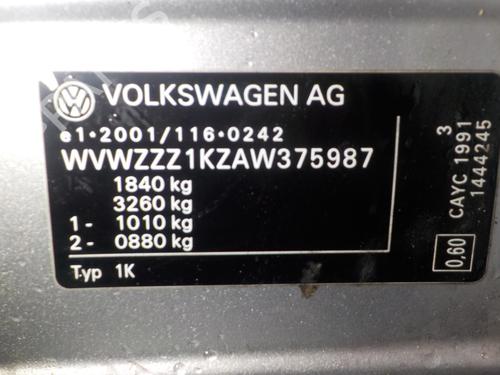 VOLKSWAGEN AG
e1*2001/116*0242
WVWZZZ1KZAW375987
1840 kg
3260 kg
1- 1010 kg
2- 0880 kg
Typ 1K
3
CAYC 1991
1444245
0,60